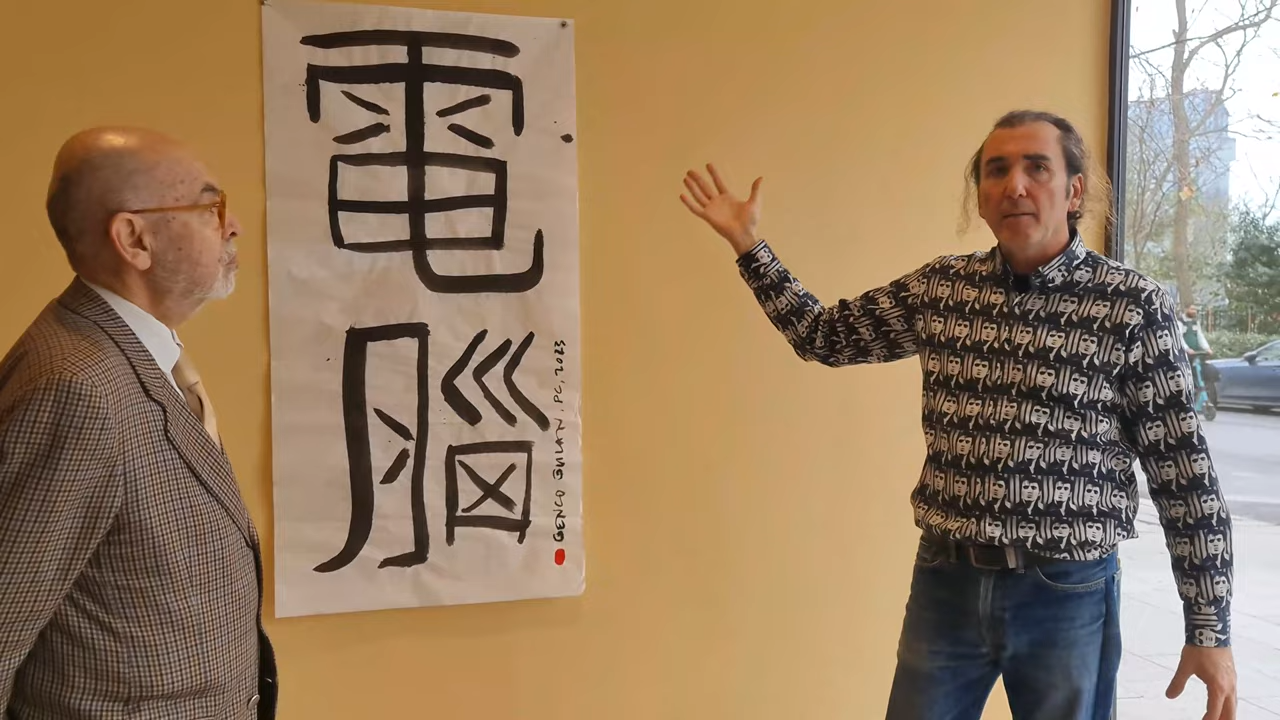 電
腦
GENCO GULAN, PC, 2023